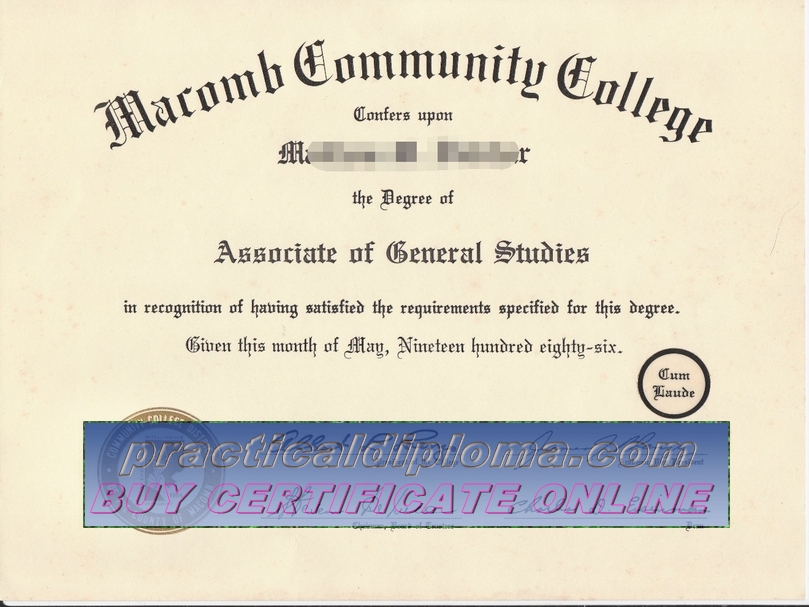 Macomb Community College
Confers upon
the Degree of
Associate of General Studies
in recognition of having satisfied the requirements specified for this degree.
Given this month of May, Nineteen hundred eighty-six.
Cum
Laude
practicaldiploma.com
BUY CERTIFICATE ONLINE